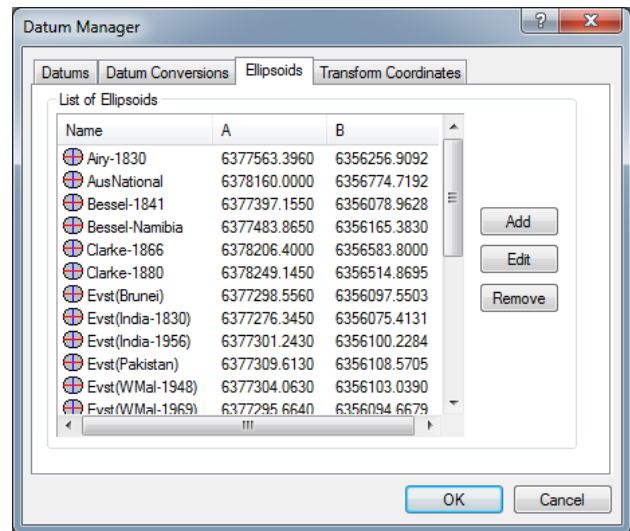 Datum Manager
Datums Datum Conversions Ellipsoids Transform Coordinates
List of Ellipsoids
Name A B
Airy-1830 6377563.3960 6356256.9092
AusNational 6378160.0000 6356774.7192
Bessel-1841 6377397.1550 6356078.9628
Bessel-Namibia 6377483.8650 6356165.3830
Clarke-1866 6378206.4000 6356583.8000
Clarke-1880 6378249.1450 6356514.8695
Evst(Brunei) 6377298.5560 6356097.5503
Evst(India-1830) 6377276.3450 6356075.4131
Evst(India-1956) 6377301.2430 6356100.2284
Evst(Pakistan) 6377309.6130 6356108.5705
Evst(WMal-1948) 6377304.0630 6356103.0390
Evst(WMal-1969) 6377295.6640 6356094.6679
Add
Edit
Remove
OK Cancel